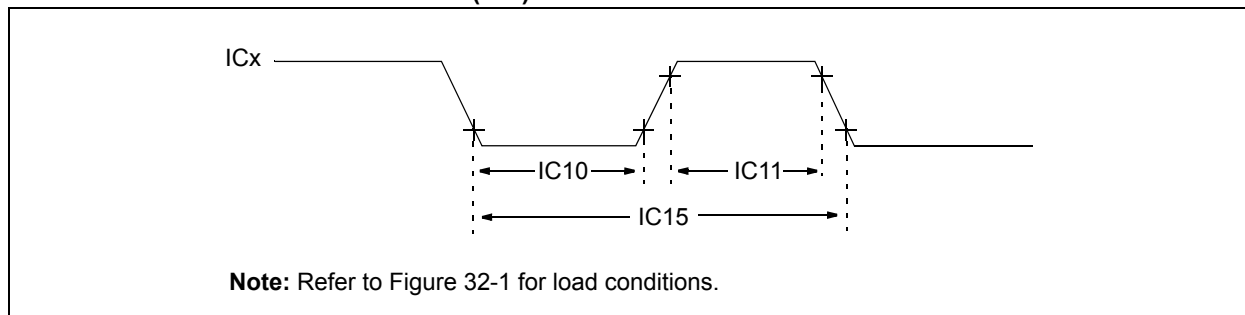 ICx
IC10
IC11
IC15
Note: Refer to Figure 32-1 for load conditions.